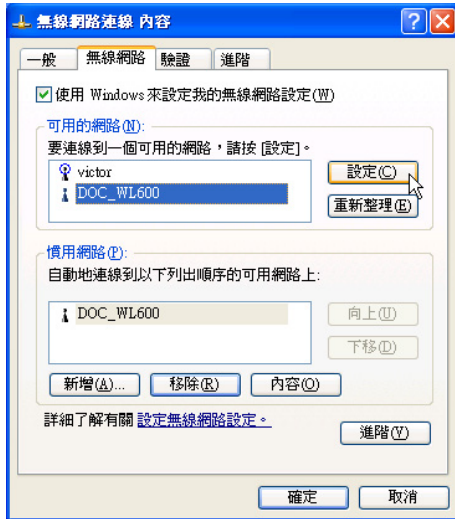 無線網路連線 內容
一般 無線網路 驗證 進階
使用 Windows 來設定我的無線網路設定(W)
可用的網路(N):
要連線到一個可用的網路，請按 [設定]。
victor
DOC_WL600
設定(C)
重新整理(E)
慣用網路(P):
自動地連線到以下列出順序的可用網路上:
DOC_WL600
向上(U)
下移(D)
新增(A)... 移除(R) 內容(O)
詳細了解有關 設定無線網路設定。
進階(V)
確定 取消